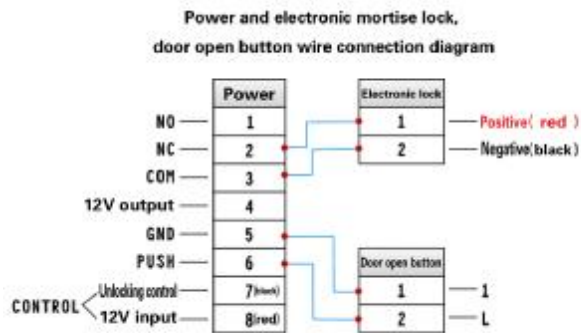 Power and electronic mortise lock,
door open button wire connection diagram
Power
NO 1
NC 2
COM 3
12V output 4
GND 5
PUSH 6
CONTROL
Unlocking control 7(black)
12V input 8(red)
Electronic lock
1 Positive( red )
2 Negative(black)
Door open button
1 1
2 L